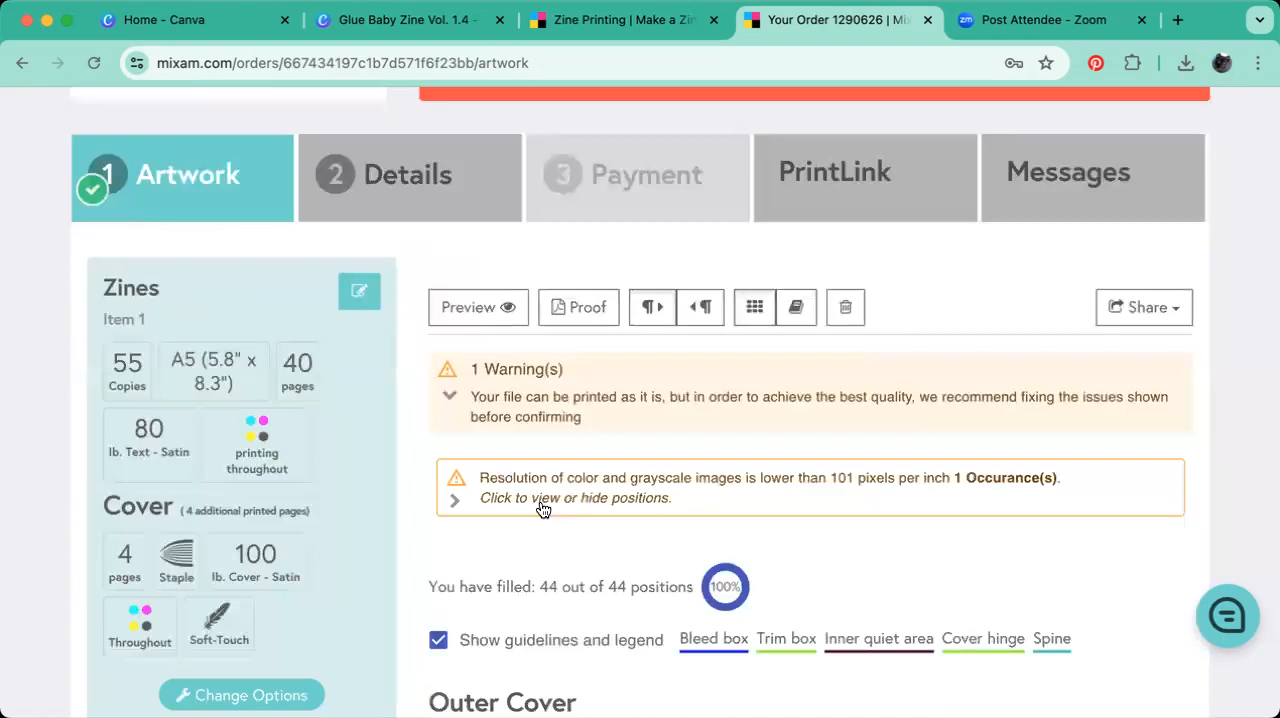 Home - Canva
Glue Baby Zine Vol. 1.4 -
Zine Printing | Make a Zin
Your Order 1290626 | Mix
zm
Post Attendee - Zoom
mixam.com/orders/667434197c1b7d571f6f23bb/artwork
1 Artwork
2 Details
3 Payment
PrintLink
Messages
Zines
Item 1
55
Copies
A5 (5.8" x
8.3")
40
pages
80
lb. Text - Satin
printing
throughout
Cover ( 4 additional printed pages)
4
pages
Staple
100
lb. Cover - Satin
Throughout
Soft-Touch
Change Options
Preview
Proof
Share
1 Warning(s)
Your file can be printed as it is, but in order to achieve the best quality, we recommend fixing the issues shown
before confirming
Resolution of color and grayscale images is lower than 101 pixels per inch 1 Occurance(s).
Click to view or hide positions.
You have filled: 44 out of 44 positions
100%
Show guidelines and legend
Bleed box
Trim box
Inner quiet area
Cover hinge
Spine
Outer Cover